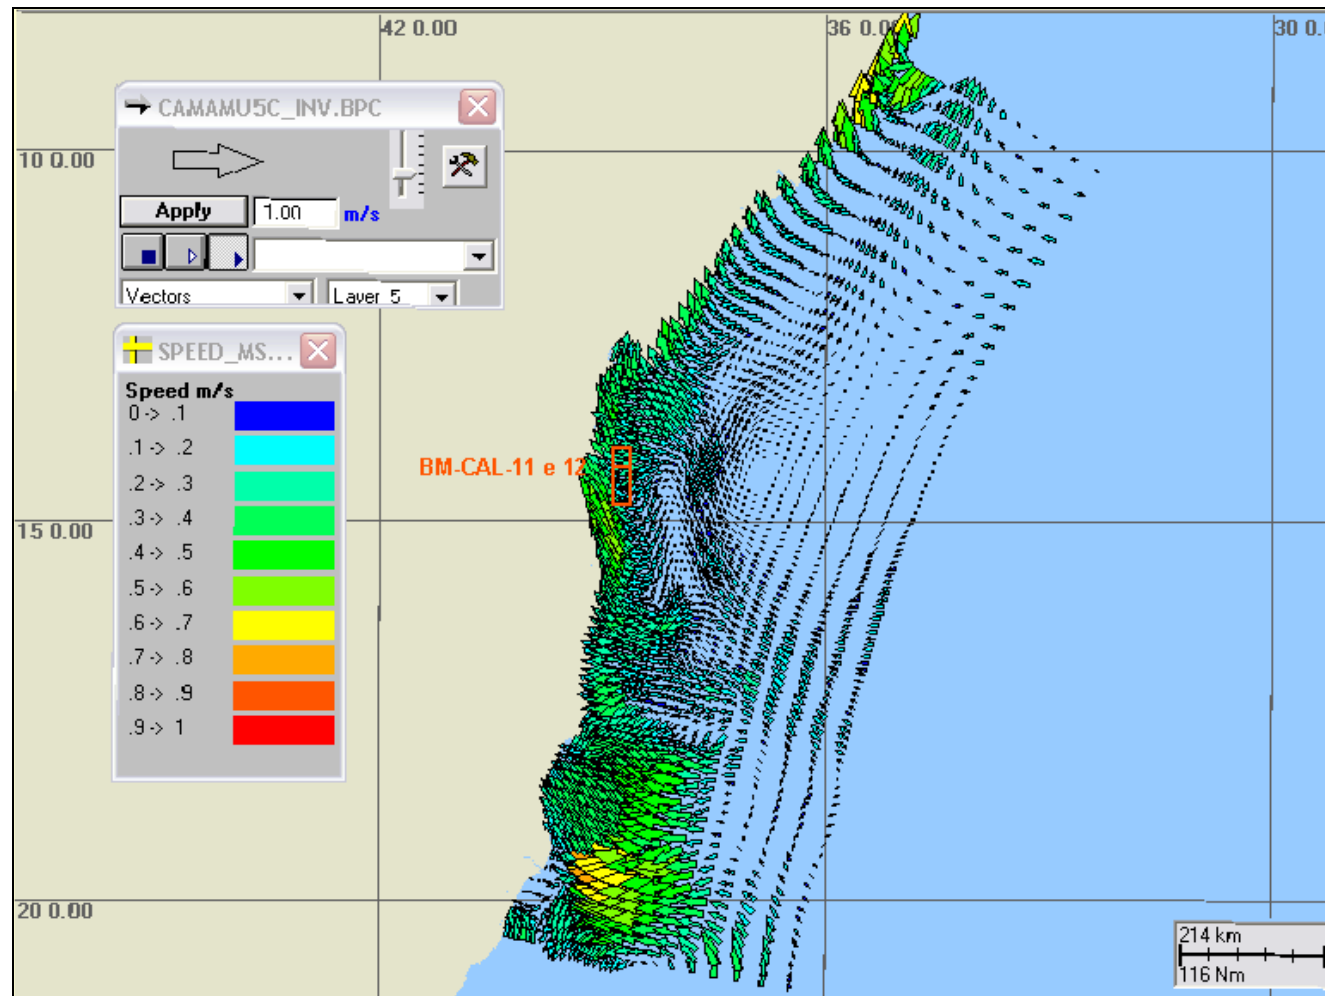 42 0.00
36 0.00
30 0.
CAMAMU5C_INV.BPC
10 0.00
Apply
1.00
m/s
Vectors
Layer 5
SPEED_MS...
Speed m/s
0 -> .1
.1 -> .2
.2 -> .3
.3 -> .4
.4 -> .5
.5 -> .6
.6 -> .7
.7 -> .8
.8 -> .9
.9 -> 1
BM-CAL-11 e 12
15 0.00
20 0.00
214 km
116 Nm